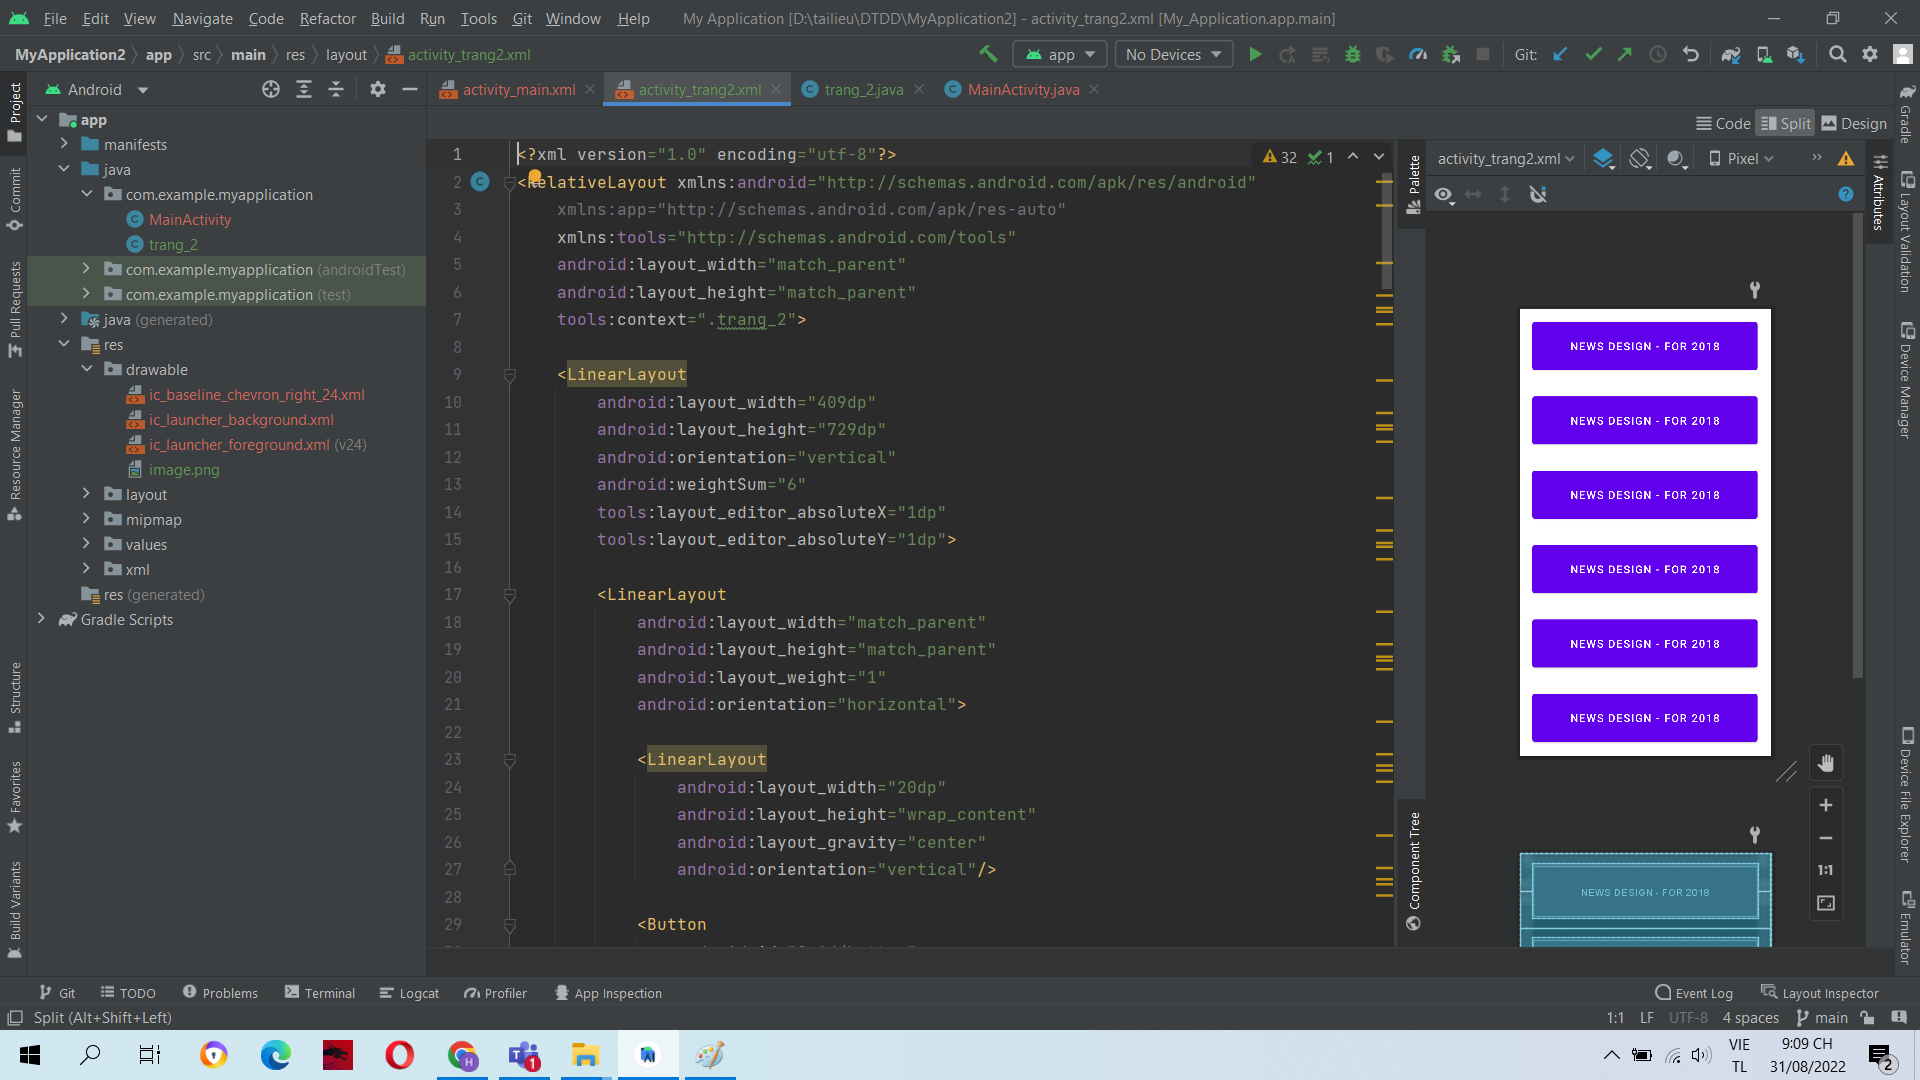 File Edit View Navigate Code Refactor Build Run Tools Git Window Help My Application [D:\tailieu\DTDD\MyApplication2] - activity_trang2.xml [My_Application.app.main]
MyApplication2 app src main res layout activity_trang2.xml app No Devices Git:
Project
Android
activity_main.xml activity_trang2.xml trang_2.java MainActivity.java
Code Split Design
app
manifests
java
com.example.myapplication
MainActivity
trang_2
com.example.myapplication (androidTest)
com.example.myapplication (test)
java (generated)
res
drawable
ic_baseline_chevron_right_24.xml
ic_launcher_background.xml
ic_launcher_foreground.xml (v24)
image.png
layout
mipmap
values
xml
res (generated)
Gradle Scripts
Commit
Pull Requests
Resource Manager
Structure
Favorites
Build Variants
32 1
1 <?xml version="1.0" encoding="utf-8"?>
2 <RelativeLayout xmlns:android="http://schemas.android.com/apk/res/android"
3 xmlns:app="http://schemas.android.com/apk/res-auto"
4 xmlns:tools="http://schemas.android.com/tools"
5 android:layout_width="match_parent"
6 android:layout_height="match_parent"
7 tools:context=".trang_2">
8
9 <LinearLayout
10 android:layout_width="409dp"
11 android:layout_height="729dp"
12 android:orientation="vertical"
13 android:weightSum="6"
14 tools:layout_editor_absoluteX="1dp"
15 tools:layout_editor_absoluteY="1dp">
16
17 <LinearLayout
18 android:layout_width="match_parent"
19 android:layout_height="match_parent"
20 android:layout_weight="1"
21 android:orientation="horizontal">
22
23 <LinearLayout
24 android:layout_width="20dp"
25 android:layout_height="wrap_content"
26 android:layout_gravity="center"
27 android:orientation="vertical"/>
28
29 <Button
Palette
Component Tree
activity_trang2.xml Pixel
NEWS DESIGN - FOR 2018
NEWS DESIGN - FOR 2018
NEWS DESIGN - FOR 2018
NEWS DESIGN - FOR 2018
NEWS DESIGN - FOR 2018
NEWS DESIGN - FOR 2018
NEWS DESIGN - FOR 2018
1:1
Attributes
Gradle
Layout Validation
Device Manager
Device File Explorer
Emulator
Git TODO Problems Terminal Logcat Profiler App Inspection Event Log Layout Inspector
Split (Alt+Shift+Left) 1:1 LF UTF-8 4 spaces main
VIE
TL
9:09 CH
31/08/2022
1
2